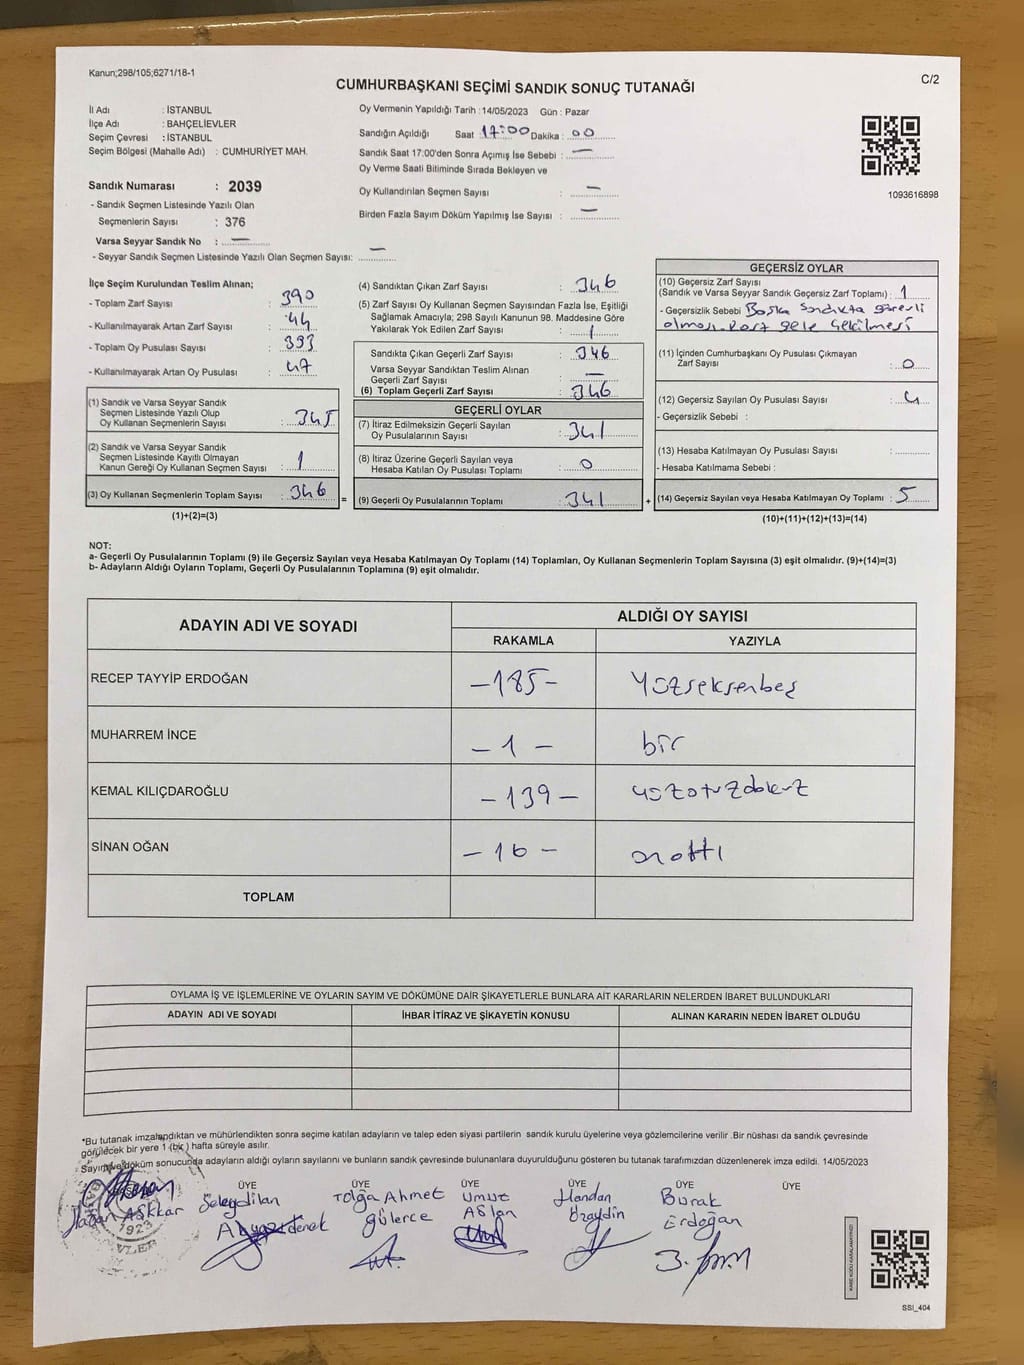 Kanun;298/105;6271/18-1
C/2
CUMHURBAŞKANI SEÇİMİ SANDIK SONUÇ TUTANAĞI
İl Adı : İSTANBUL
İlçe Adı : BAHÇELİEVLER
Seçim Çevresi : İSTANBUL
Seçim Bölgesi (Mahalle Adı) : CUMHURİYET MAH.
Sandık Numarası : 2039
- Sandık Seçmen Listesinde Yazılı Olan
Seçmenlerin Sayısı : 376
Varsa Seyyar Sandık No : —
- Seyyar Sandık Seçmen Listesinde Yazılı Olan Seçmen Sayısı: —
Oy Vermenin Yapıldığı Tarih : 14/05/2023 Gün : Pazar
Sandığın Açıldığı Saat 17:00 Dakika : 00
Sandık Saat 17:00'den Sonra Açımış İse Sebebi : —
Oy Verme Saati Bitiminde Sırada Bekleyen ve
Oy Kullandırılan Seçmen Sayısı : —
Birden Fazla Sayım Döküm Yapılmış İse Sayısı : —
1093616898
İlçe Seçim Kurulundan Teslim Alınan;
- Toplam Zarf Sayısı : 390
- Kullanılmayarak Artan Zarf Sayısı : 44
- Toplam Oy Pusulası Sayısı : 393
- Kullanılmayarak Artan Oy Pusulası : 47
(1) Sandık ve Varsa Seyyar Sandık
Seçmen Listesinde Yazılı Olup
Oy Kullanan Seçmenlerin Sayısı : 345
(2) Sandık ve Varsa Seyyar Sandık
Seçmen Listesinde Kayıtlı Olmayan
Kanun Gereği Oy Kullanan Seçmen Sayısı : 1
(3) Oy Kullanan Seçmenlerin Toplam Sayısı : 346
(1)+(2)=(3)
=
(4) Sandıktan Çıkan Zarf Sayısı : 346
(5) Zarf Sayısı Oy Kullanan Seçmen Sayısından Fazla İse, Eşitliği
Sağlamak Amacıyla; 298 Sayılı Kanunun 98. Maddesine Göre
Yakılarak Yok Edilen Zarf Sayısı : 1
Sandıkta Çıkan Geçerli Zarf Sayısı : 346
Varsa Seyyar Sandıktan Teslim Alınan
Geçerli Zarf Sayısı : —
(6) Toplam Geçerli Zarf Sayısı : 346
GEÇERLİ OYLAR
(7) İtiraz Edilmeksizin Geçerli Sayılan
Oy Pusulalarının Sayısı : 341
(8) İtiraz Üzerine Geçerli Sayılan veya
Hesaba Katılan Oy Pusulası Toplamı : 0
(9) Geçerli Oy Pusulalarının Toplamı : 341
+
GEÇERSİZ OYLAR
(10) Geçersiz Zarf Sayısı
(Sandık ve Varsa Seyyar Sandık Geçersiz Zarf Toplamı) : 1
- Geçersizlik Sebebi Başka Sandıkta görevli
(11) İçinden Cumhurbaşkanı Oy Pusulası Çıkmayan
Zarf Sayısı : 0
(12) Geçersiz Sayılan Oy Pusulası Sayısı : 4
- Geçersizlik Sebebi :
(13) Hesaba Katılmayan Oy Pusulası Sayısı :
- Hesaba Katılmama Sebebi :
(14) Geçersiz Sayılan veya Hesaba Katılmayan Oy Toplamı : 5
(10)+(11)+(12)+(13)=(14)
NOT:
a- Geçerli Oy Pusulalarının Toplamı (9) ile Geçersiz Sayılan veya Hesaba Katılmayan Oy Toplamı (14) Toplamları, Oy Kullanan Seçmenlerin Toplam Sayısına (3) eşit olmalıdır. (9)+(14)=(3)
b- Adayların Aldığı Oyların Toplamı, Geçerli Oy Pusulalarının Toplamına (9) eşit olmalıdır.
ADAYIN ADI VE SOYADI
ALDIĞI OY SAYISI
RAKAMLA YAZIYLA
RECEP TAYYİP ERDOĞAN -185- Yüzseksenbeş
MUHARREM İNCE - 1 - bir
KEMAL KILIÇDAROĞLU - 139 - yüzotuzdokuz
SİNAN OĞAN - 16 - onaltı
TOPLAM
OYLAMA İŞ VE İŞLEMLERİNE VE OYLARIN SAYIM VE DÖKÜMÜNE DAİR ŞİKAYETLERLE BUNLARA AİT KARARLARIN NELERDEN İBARET BULUNDUKLARI
ADAYIN ADI VE SOYADI İHBAR İTİRAZ VE ŞİKAYETİN KONUSU ALINAN KARARIN NEDEN İBARET OLDUĞU
*Bu tutanak imzalandıktan ve mühürlendikten sonra seçime katılan adayların ve talep eden siyasi partilerin sandık kurulu üyelerine veya gözlemcilerine verilir .Bir nüshası da sandık çevresinde
görülecek bir yere 1 (bir ) hafta süreyle asılır.
Sayım ve döküm sonucunda adayların aldığı oyların sayılarını ve bunların sandık çevresinde bulunanlara duyurulduğunu gösteren bu tutanak tarafımızdan düzenlenerek imza edildi. 14/05/2023
ÜYE ÜYE ÜYE ÜYE ÜYE ÜYE
Tolga Ahmet Umut Handan Burak
Hasan Aşkkar Gülerce Aslan Özaydın Erdoğan
1923
KARE KODU KARALAMAYINIZ!
SSI_404